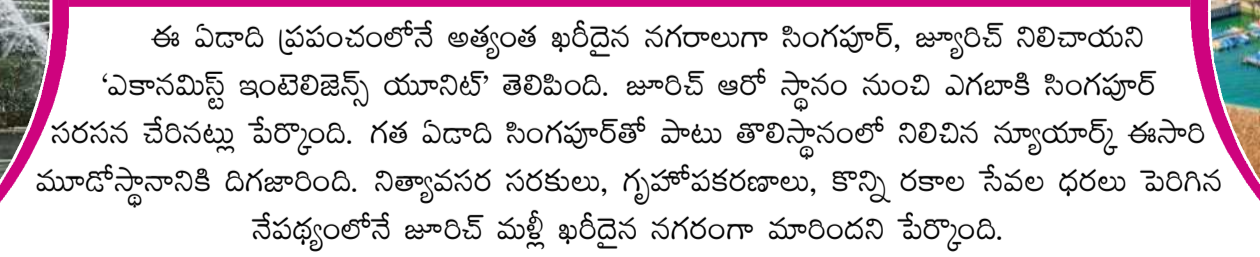 ఈ ఏడాది ప్రపంచంలోనే అత్యంత ఖరీదైన నగరాలుగా సింగపూర్, జ్యూరిచ్ నిలిచాయని
‘ఎకానమిస్ట్ ఇంటెలిజెన్స్ యూనిట్’ తెలిపింది. జూరిచ్ ఆరో స్థానం నుంచి ఎగబాకి సింగపూర్
సరసన చేరినట్లు పేర్కొంది. గత ఏడాది సింగపూర్‌తో పాటు తొలిస్థానంలో నిలిచిన న్యూయార్క్ ఈసారి
మూడోస్థానానికి దిగజారింది. నిత్యావసర సరకులు, గృహోపకరణాలు, కొన్ని రకాల సేవల ధరలు పెరిగిన
నేపథ్యంలోనే జూరిచ్ మళ్లీ ఖరీదైన నగరంగా మారిందని పేర్కొంది.